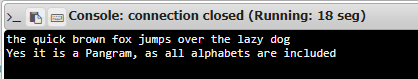 Console: connection closed (Running: 18 seg)
the quick brown fox jumps over the lazy dog
Yes it is a Pangram, as all alphabets are included